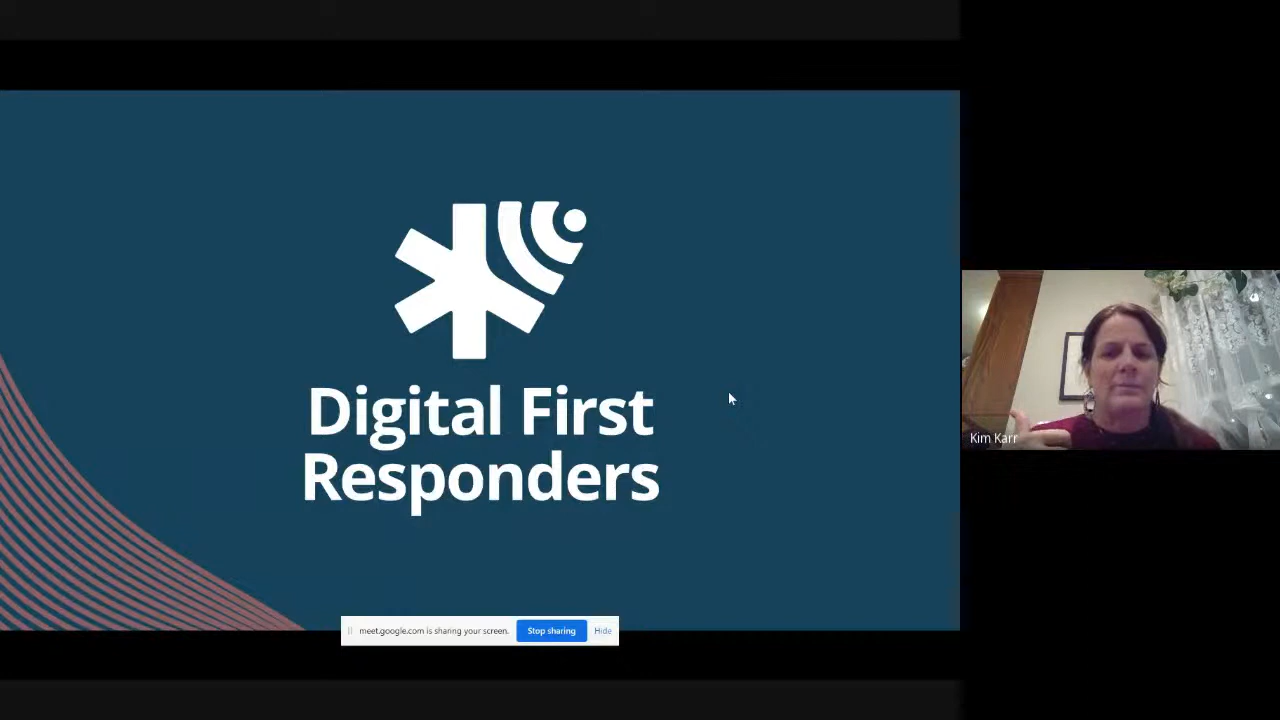 Digital First
Responders
Kim Karr
meet.google.com is sharing your screen. Stop sharing Hide